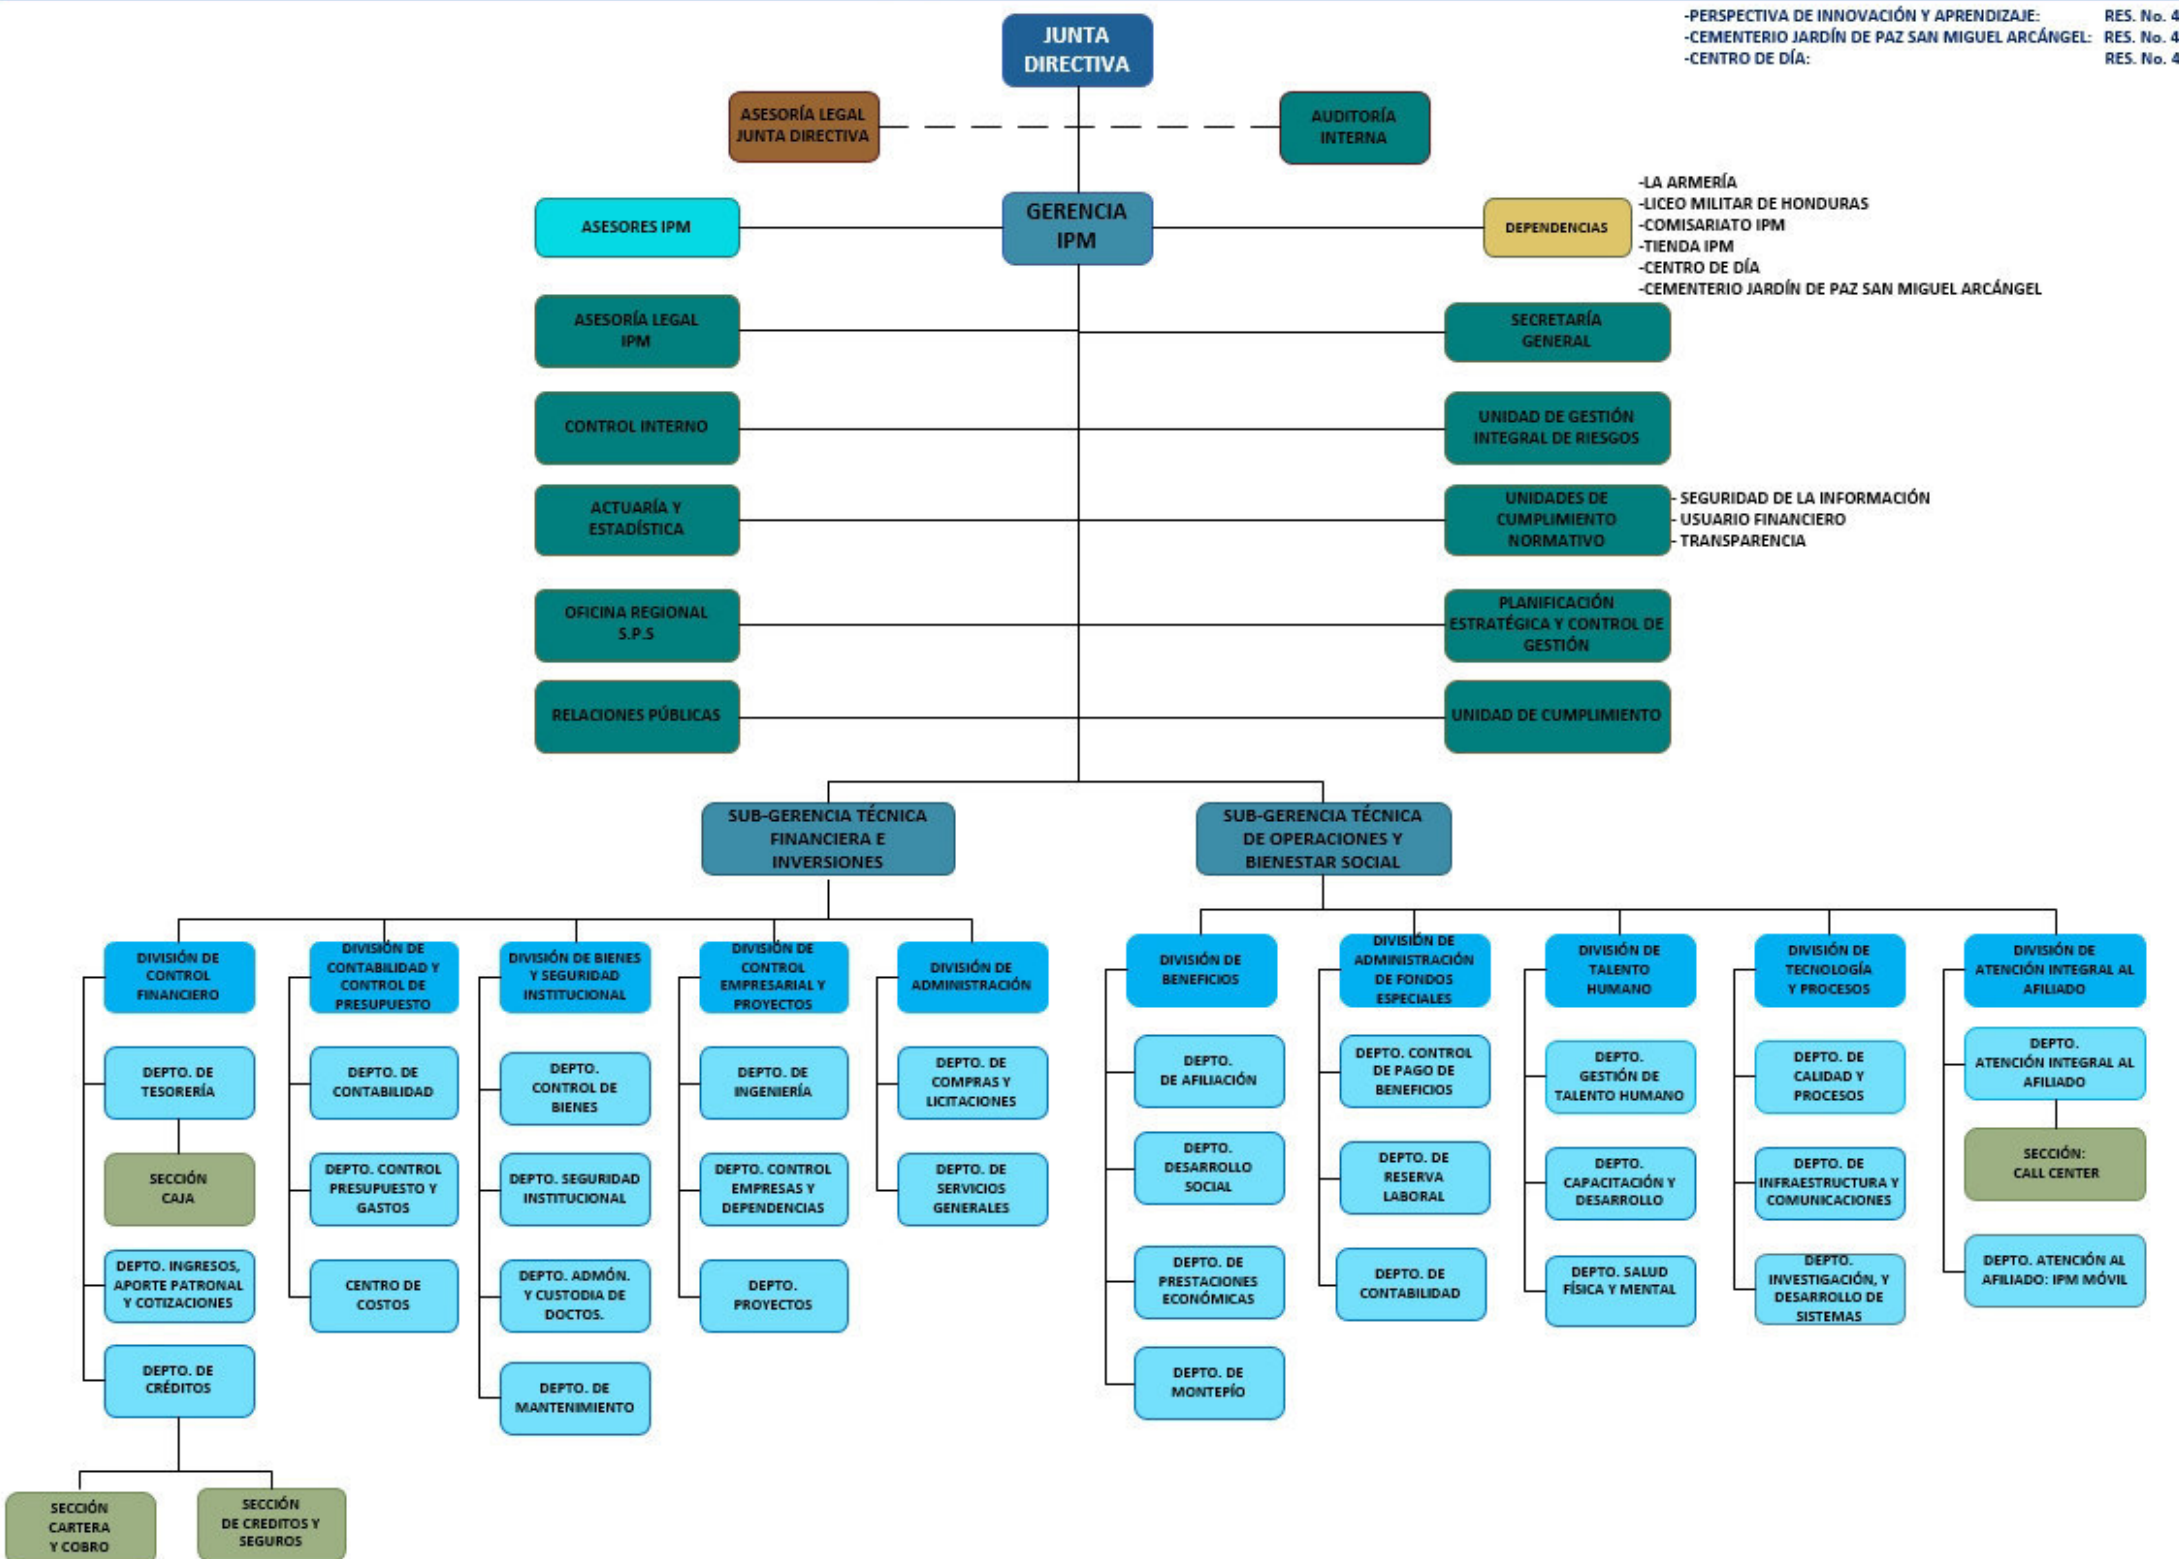 -PERSPECTIVA DE INNOVACIÓN Y APRENDIZAJE: RES. No. 4
-CEMENTERIO JARDÍN DE PAZ SAN MIGUEL ARCÁNGEL: RES. No. 4
-CENTRO DE DÍA: RES. No. 4
JUNTA
DIRECTIVA
ASESORÍA LEGAL
JUNTA DIRECTIVA
AUDITORÍA
INTERNA
ASESORES IPM
GERENCIA
IPM
DEPENDENCIAS
-LA ARMERÍA
-LICEO MILITAR DE HONDURAS
-COMISARIATO IPM
-TIENDA IPM
-CENTRO DE DÍA
-CEMENTERIO JARDÍN DE PAZ SAN MIGUEL ARCÁNGEL
ASESORÍA LEGAL
IPM
SECRETARÍA
GENERAL
CONTROL INTERNO
UNIDAD DE GESTIÓN
INTEGRAL DE RIESGOS
ACTUARÍA Y
ESTADÍSTICA
UNIDADES DE
CUMPLIMIENTO
NORMATIVO
- SEGURIDAD DE LA INFORMACIÓN
- USUARIO FINANCIERO
- TRANSPARENCIA
OFICINA REGIONAL
S.P.S
PLANIFICACIÓN
ESTRATÉGICA Y CONTROL DE
GESTIÓN
RELACIONES PÚBLICAS
UNIDAD DE CUMPLIMIENTO
SUB-GERENCIA TÉCNICA
FINANCIERA E
INVERSIONES
SUB-GERENCIA TÉCNICA
DE OPERACIONES Y
BIENESTAR SOCIAL
DIVISIÓN DE
CONTROL
FINANCIERO
DEPTO. DE
TESORERÍA
SECCIÓN
CAJA
DEPTO. INGRESOS,
APORTE PATRONAL
Y COTIZACIONES
DEPTO. DE
CRÉDITOS
SECCIÓN
CARTERA
Y COBRO
SECCIÓN
DE CREDITOS Y
SEGUROS
DIVISIÓN DE
CONTABILIDAD Y
CONTROL DE
PRESUPUESTO
DEPTO. DE
CONTABILIDAD
DEPTO. CONTROL
PRESUPUESTO Y
GASTOS
CENTRO DE
COSTOS
DIVISIÓN DE BIENES
Y SEGURIDAD
INSTITUCIONAL
DEPTO.
CONTROL DE
BIENES
DEPTO. SEGURIDAD
INSTITUCIONAL
DEPTO. ADMÓN.
Y CUSTODIA DE
DOCTOS.
DEPTO. DE
MANTENIMIENTO
DIVISIÓN DE
CONTROL
EMPRESARIAL Y
PROYECTOS
DEPTO. DE
INGENIERÍA
DEPTO. CONTROL
EMPRESAS Y
DEPENDENCIAS
DEPTO.
PROYECTOS
DIVISIÓN DE
ADMINISTRACIÓN
DEPTO. DE
COMPRAS Y
LICITACIONES
DEPTO. DE
SERVICIOS
GENERALES
DIVISIÓN DE
BENEFICIOS
DEPTO.
DE AFILIACIÓN
DEPTO.
DESARROLLO
SOCIAL
DEPTO. DE
PRESTACIONES
ECONÓMICAS
DEPTO. DE
MONTEPÍO
DIVISIÓN DE
ADMINISTRACIÓN
DE FONDOS
ESPECIALES
DEPTO. CONTROL
DE PAGO DE
BENEFICIOS
DEPTO. DE
RESERVA
LABORAL
DEPTO. DE
CONTABILIDAD
DIVISIÓN DE
TALENTO
HUMANO
DEPTO.
GESTIÓN DE
TALENTO HUMANO
DEPTO.
CAPACITACIÓN Y
DESARROLLO
DEPTO. SALUD
FÍSICA Y MENTAL
DIVISIÓN DE
TECNOLOGÍA
Y PROCESOS
DEPTO. DE
CALIDAD Y
PROCESOS
DEPTO. DE
INFRAESTRUCTURA Y
COMUNICACIONES
DEPTO.
INVESTIGACIÓN, Y
DESARROLLO DE
SISTEMAS
DIVISIÓN DE
ATENCIÓN INTEGRAL AL
AFILIADO
DEPTO.
ATENCIÓN INTEGRAL AL
AFILIADO
SECCIÓN:
CALL CENTER
DEPTO. ATENCIÓN AL
AFILIADO: IPM MÓVIL